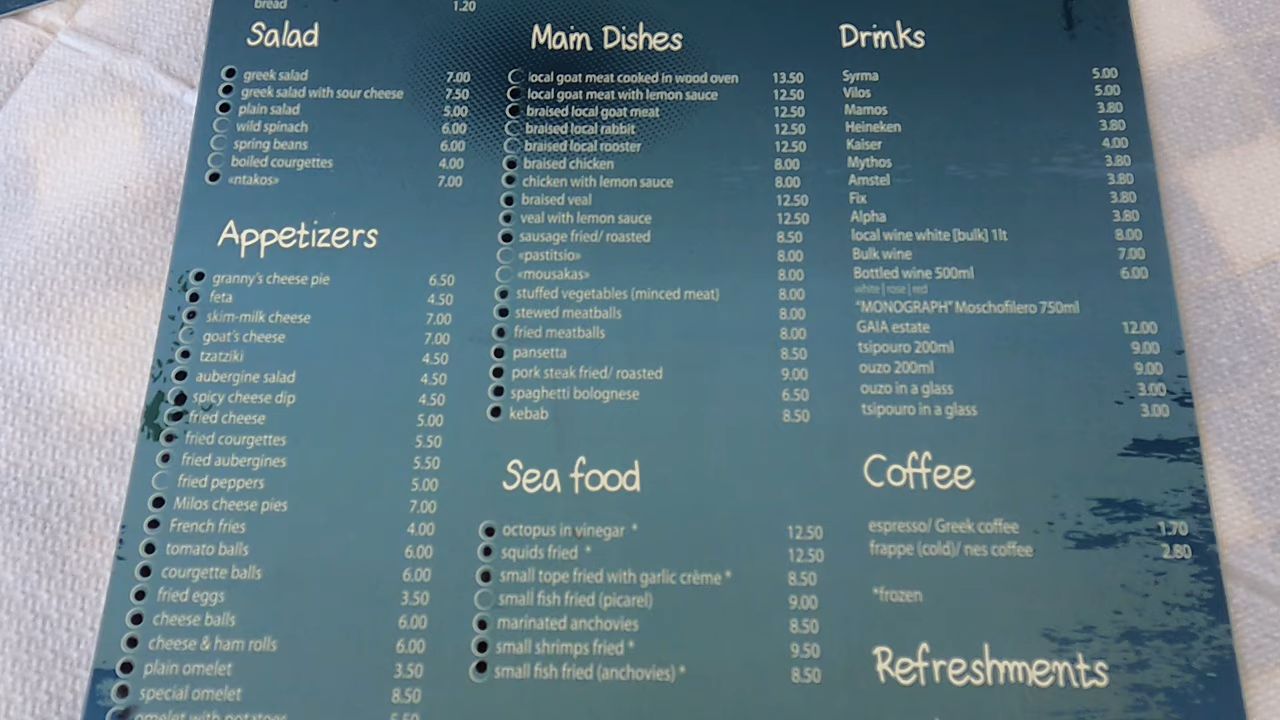 bread 1.20
Salad
greek salad 7.00
greek salad with sour cheese 7.50
plain salad 5.00
wild spinach 6.00
spring beans 6.00
boiled courgettes 4.00
«ntakos» 7.00
Appetizers
granny's cheese pie 6.50
feta 4.50
skim-milk cheese 7.00
goat's cheese 7.00
tzatziki 4.50
aubergine salad 4.50
spicy cheese dip 4.50
fried cheese 5.00
fried courgettes 5.50
fried aubergines 5.50
fried peppers 5.00
Milos cheese pies 7.00
French fries 4.00
tomato balls 6.00
courgette balls 6.00
fried eggs 3.50
cheese balls 6.00
cheese & ham rolls 6.00
plain omelet 3.50
special omelet 8.50
omelet with potatoes 5.50
Main Dishes
local goat meat cooked in wood oven 13.50
local goat meat with lemon sauce 12.50
braised local goat meat 12.50
braised local rabbit 12.50
braised local rooster 12.50
braised chicken 8.00
chicken with lemon sauce 8.00
braised veal 12.50
veal with lemon sauce 12.50
sausage fried/ roasted 8.50
«pastitsio» 8.00
«mousakas» 8.00
stuffed vegetables (minced meat) 8.00
stewed meatballs 8.00
fried meatballs 8.00
pansetta 8.50
pork steak fried/ roasted 9.00
spaghetti bolognese 6.50
kebab 8.50
Sea food
octopus in vinegar * 12.50
squids fried * 12.50
small tope fried with garlic crème * 8.50
small fish fried (picarel) 9.00
marinated anchovies 8.50
small shrimps fried * 9.50
small fish fried (anchovies) * 8.50
Drinks
Syrma 5.00
Vilos 5.00
Mamos 3.80
Heineken 3.80
Kaiser 4.00
Mythos 3.80
Amstel 3.80
Fix 3.80
Alpha 3.80
local wine white [bulk] 1lt 8.00
Bulk wine 7.00
Bottled wine 500ml 6.00
white | rose | red
"MONOGRAPH" Moschofilero 750ml
GAIA estate 12.00
tsipouro 200ml 9.00
ouzo 200ml 9.00
ouzo in a glass 3.00
tsipouro in a glass 3.00
Coffee
espresso/ Greek coffee 1.70
frappe (cold)/ nes coffee 2.80
*frozen
Refreshments